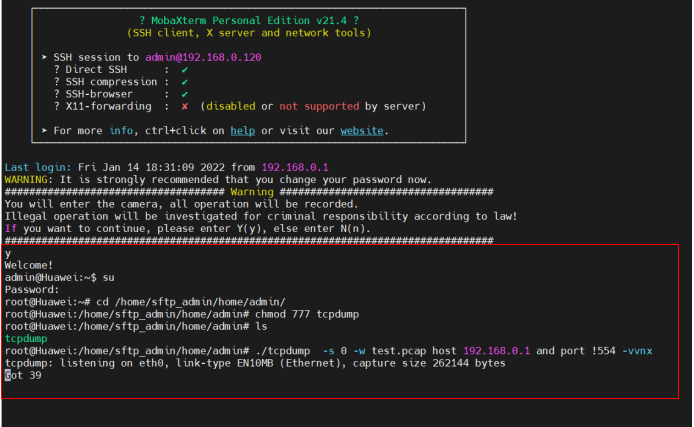 ? MobaXterm Personal Edition v21.4 ?
(SSH client, X server and network tools)
➤ SSH session to admin@192.168.0.120
? Direct SSH : ✔
? SSH compression : ✔
? SSH-browser : ✔
? X11-forwarding : ✘ (disabled or not supported by server)
➤ For more info, ctrl+click on help or visit our website.
Last login: Fri Jan 14 18:31:09 2022 from 192.168.0.1
WARNING: It is strongly recommended that you change your password now.
#################################### Warning ###################################
You will enter the camera, all operation will be recorded.
Illegal operation will be investigated for criminal responsibility according to law!
If you want to continue, please enter Y(y), else enter N(n).
################################################################################
y
Welcome!
admin@Huawei:~$ su
Password:
root@Huawei:~# cd /home/sftp_admin/home/admin/
root@Huawei:/home/sftp_admin/home/admin# chmod 777 tcpdump
root@Huawei:/home/sftp_admin/home/admin# ls
tcpdump
root@Huawei:/home/sftp_admin/home/admin# ./tcpdump  -s 0 -w test.pcap host 192.168.0.1 and port !554 -vvnx
tcpdump: listening on eth0, link-type EN10MB (Ethernet), capture size 262144 bytes
Got 39